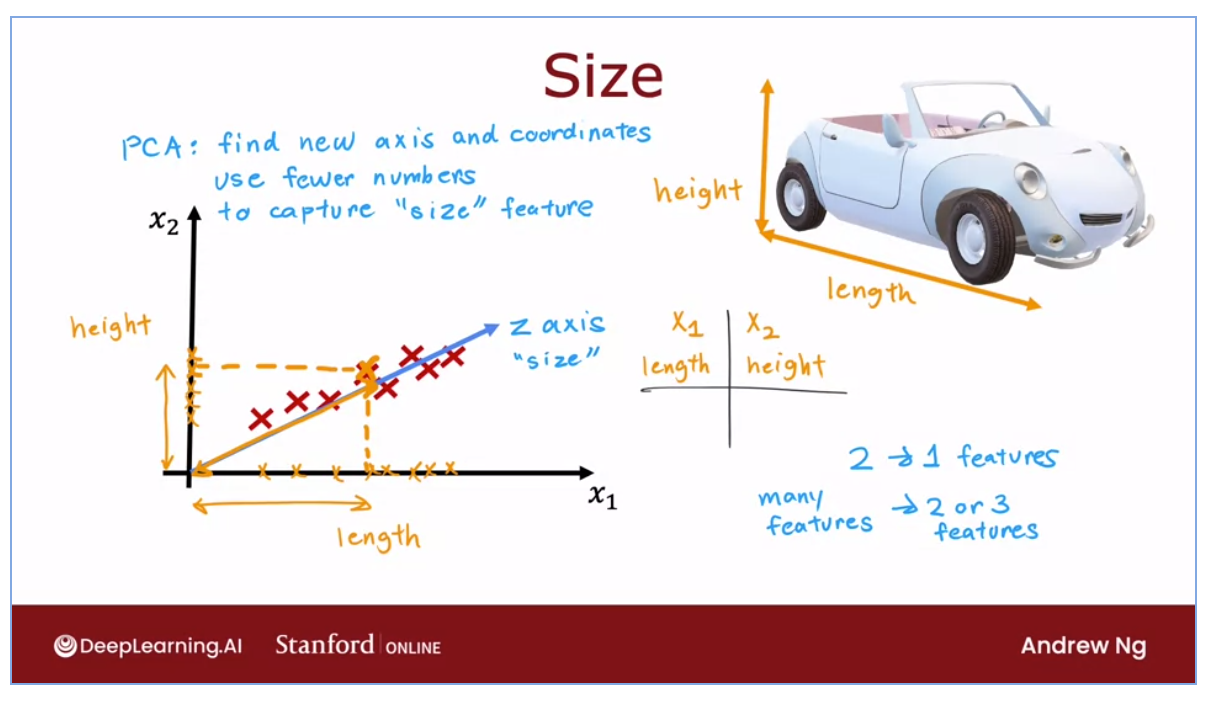 Size
PCA: find new axis and coordinates
use fewer numbers
to capture "size" feature
x2
height
z axis
"size"
x1
length
height
length
x1 x2
length height
2 → 1 features
many features → 2 or 3 features
DeepLearning.AI Stanford ONLINE Andrew Ng